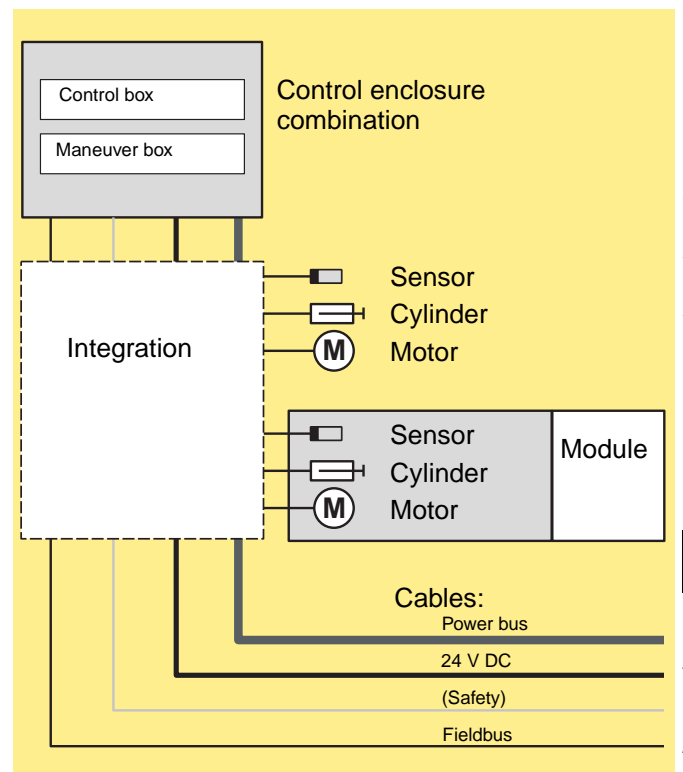 Control box
Maneuver box
Control enclosure
combination
Integration
Sensor
Cylinder
M
Motor
Sensor
Cylinder
M
Motor
Module
Cables:
Power bus
24 V DC
(Safety)
Fieldbus